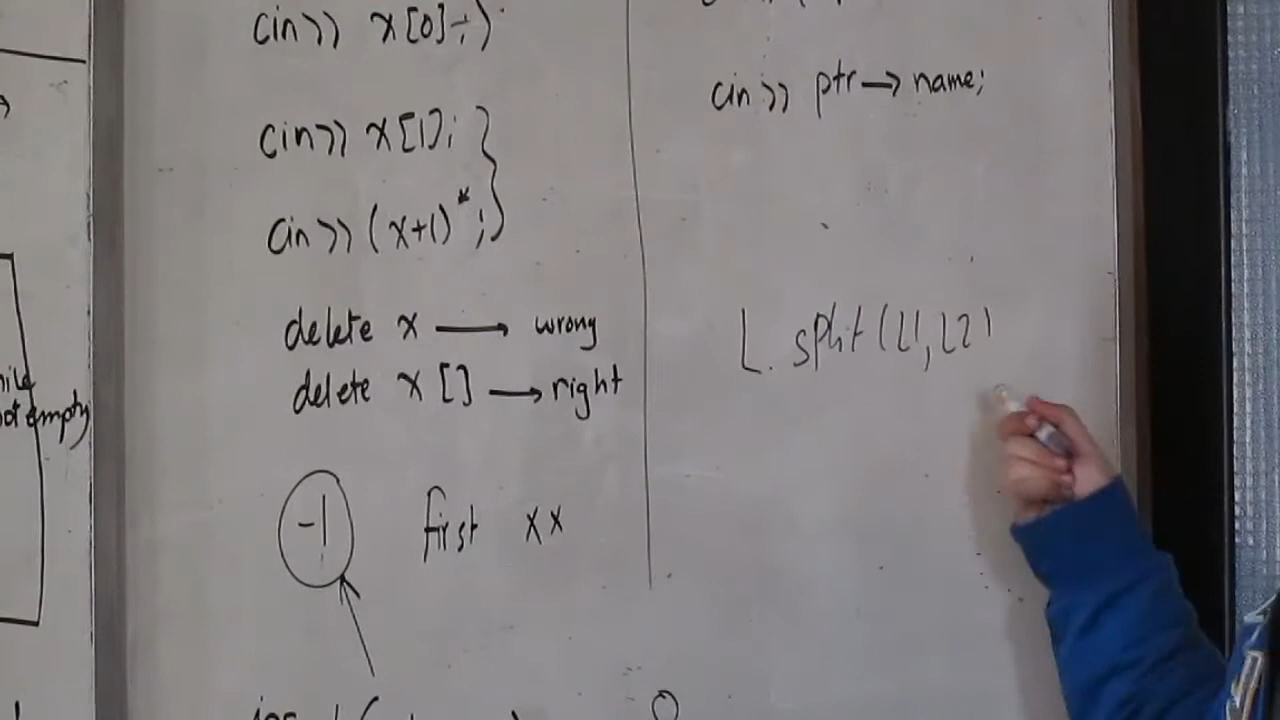 cin>> x[0];
cin>> x[1];
cin>> (x+1)*;
delete x → wrong
delete x [] → right
-1 first xx
cin>> ptr→name;
L. split(L1, L2)
not empty